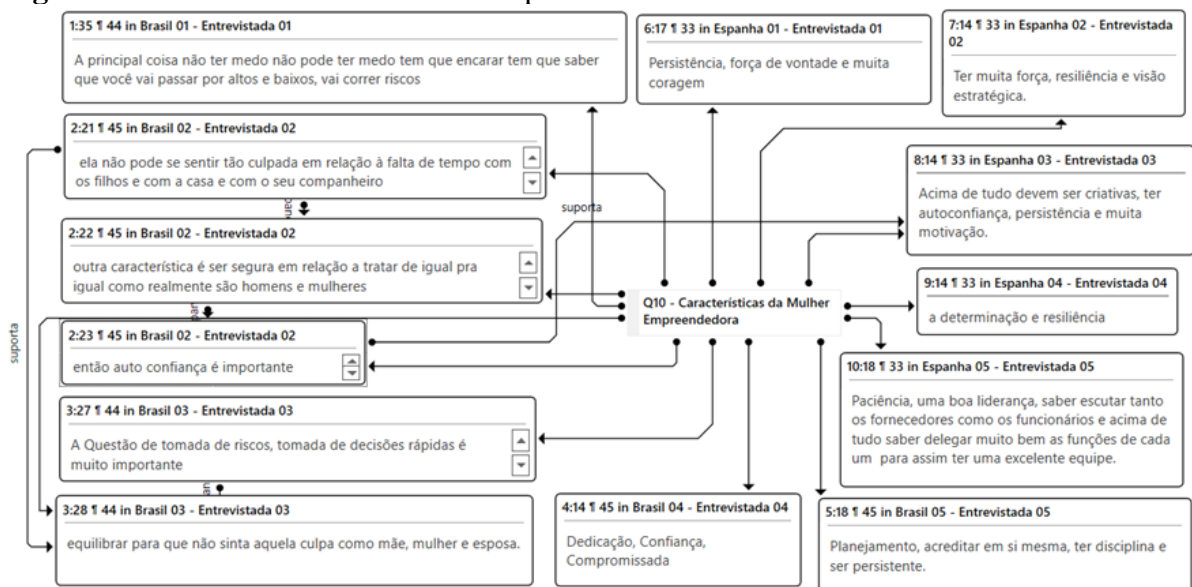 1:35 ¶ 44 in Brasil 01 - Entrevistada 01
A principal coisa não ter medo não pode ter medo tem que encarar tem que saber
que você vai passar por altos e baixos, vai correr riscos
6:17 ¶ 33 in Espanha 01 - Entrevistada 01
Persistência, força de vontade e muita
coragem
7:14 ¶ 33 in Espanha 02 - Entrevistada
02
Ter muita força, resiliência e visão
estratégica.
2:21 ¶ 45 in Brasil 02 - Entrevistada 02
ela não pode se sentir tão culpada em relação à falta de tempo com
os filhos e com a casa e com o seu companheiro
8:14 ¶ 33 in Espanha 03 - Entrevistada 03
Acima de tudo devem ser criativas, ter
autoconfiança, persistência e muita
motivação.
suporta
2:22 ¶ 45 in Brasil 02 - Entrevistada 02
outra característica é ser segura em relação a tratar de igual pra
igual como realmente são homens e mulheres
9:14 ¶ 33 in Espanha 04 - Entrevistada 04
a determinação e resiliência
Q10 - Características da Mulher
Empreendedora
2:23 ¶ 45 in Brasil 02 - Entrevistada 02
então auto confiança é importante
suporta
10:18 ¶ 33 in Espanha 05 - Entrevistada 05
Paciência, uma boa liderança, saber escutar tanto
os fornecedores como os funcionários e acima de
tudo saber delegar muito bem as funções de cada
um para assim ter uma excelente equipe.
3:27 ¶ 44 in Brasil 03 - Entrevistada 03
A Questão de tomada de riscos, tomada de decisões rápidas é
muito importante
3:28 ¶ 44 in Brasil 03 - Entrevistada 03
equilibrar para que não sinta aquela culpa como mãe, mulher e esposa.
4:14 ¶ 45 in Brasil 04 - Entrevistada 04
Dedicação, Confiança,
Compromissada
5:18 ¶ 45 in Brasil 05 - Entrevistada 05
Planejamento, acreditar em si mesma, ter disciplina e
ser persistente.